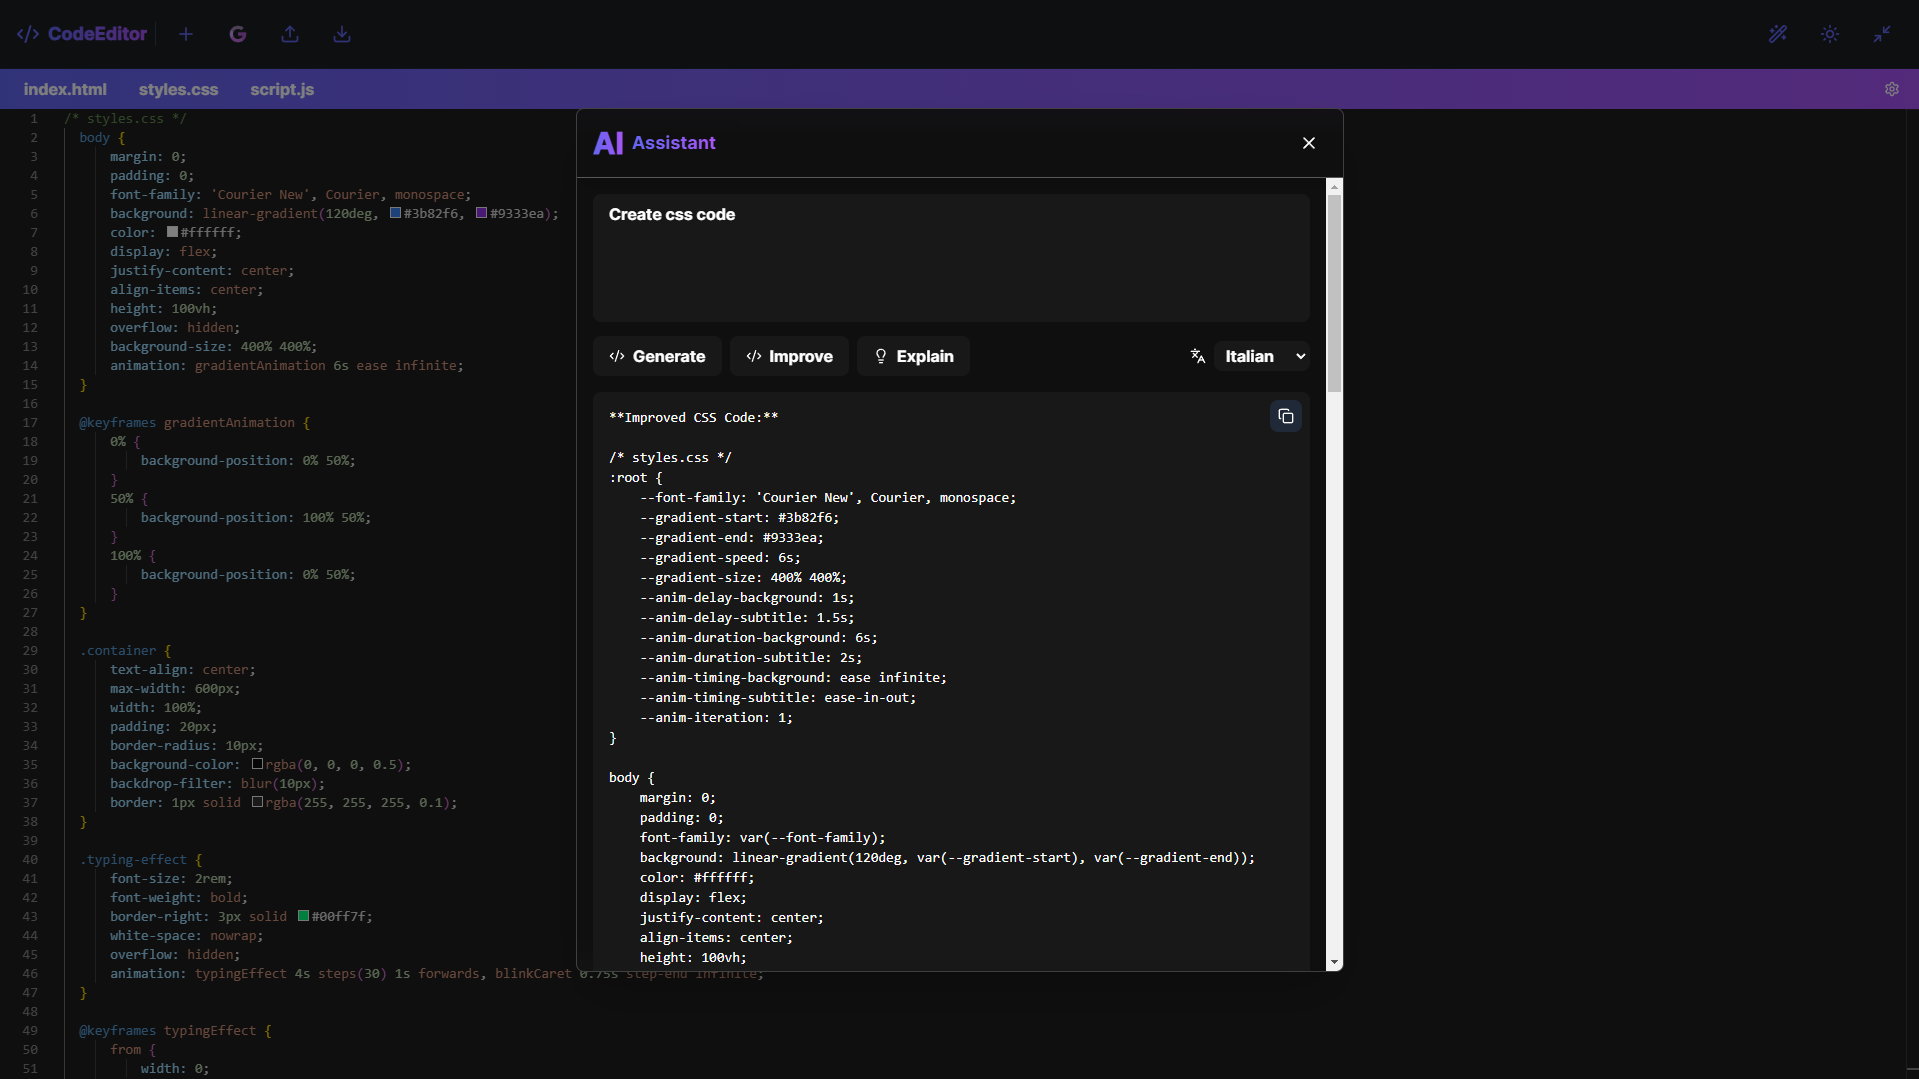 CodeEditor
index.html
styles.css
script.js
1 /* styles.css */
2 body {
3 margin: 0;
4 padding: 0;
5 font-family: 'Courier New', Courier, monospace;
6 background: linear-gradient(120deg, #3b82f6, #9333ea);
7 color: #ffffff;
8 display: flex;
9 justify-content: center;
10 align-items: center;
11 height: 100vh;
12 overflow: hidden;
13 background-size: 400% 400%;
14 animation: gradientAnimation 6s ease infinite;
15 }
16
17 @keyframes gradientAnimation {
18 0% {
19 background-position: 0% 50%;
20 }
21 50% {
22 background-position: 100% 50%;
23 }
24 100% {
25 background-position: 0% 50%;
26 }
27 }
28
29 .container {
30 text-align: center;
31 max-width: 600px;
32 width: 100%;
33 padding: 20px;
34 border-radius: 10px;
35 background-color: rgba(0, 0, 0, 0.5);
36 backdrop-filter: blur(10px);
37 border: 1px solid rgba(255, 255, 255, 0.1);
38 }
39
40 .typing-effect {
41 font-size: 2rem;
42 font-weight: bold;
43 border-right: 3px solid #00ff7f;
44 white-space: nowrap;
45 overflow: hidden;
46 animation: typingEffect 4s steps(30) 1s forwards, blinkCaret 0.75s step-end infinite;
47 }
48
49 @keyframes typingEffect {
50 from {
51 width: 0;
AI Assistant
Create css code
Generate
Improve
Explain
Italian
**Improved CSS Code:**
/* styles.css */
:root {
--font-family: 'Courier New', Courier, monospace;
--gradient-start: #3b82f6;
--gradient-end: #9333ea;
--gradient-speed: 6s;
--gradient-size: 400% 400%;
--anim-delay-background: 1s;
--anim-delay-subtitle: 1.5s;
--anim-duration-background: 6s;
--anim-duration-subtitle: 2s;
--anim-timing-background: ease infinite;
--anim-timing-subtitle: ease-in-out;
--anim-iteration: 1;
}
body {
margin: 0;
padding: 0;
font-family: var(--font-family);
background: linear-gradient(120deg, var(--gradient-start), var(--gradient-end));
color: #ffffff;
display: flex;
justify-content: center;
align-items: center;
height: 100vh;